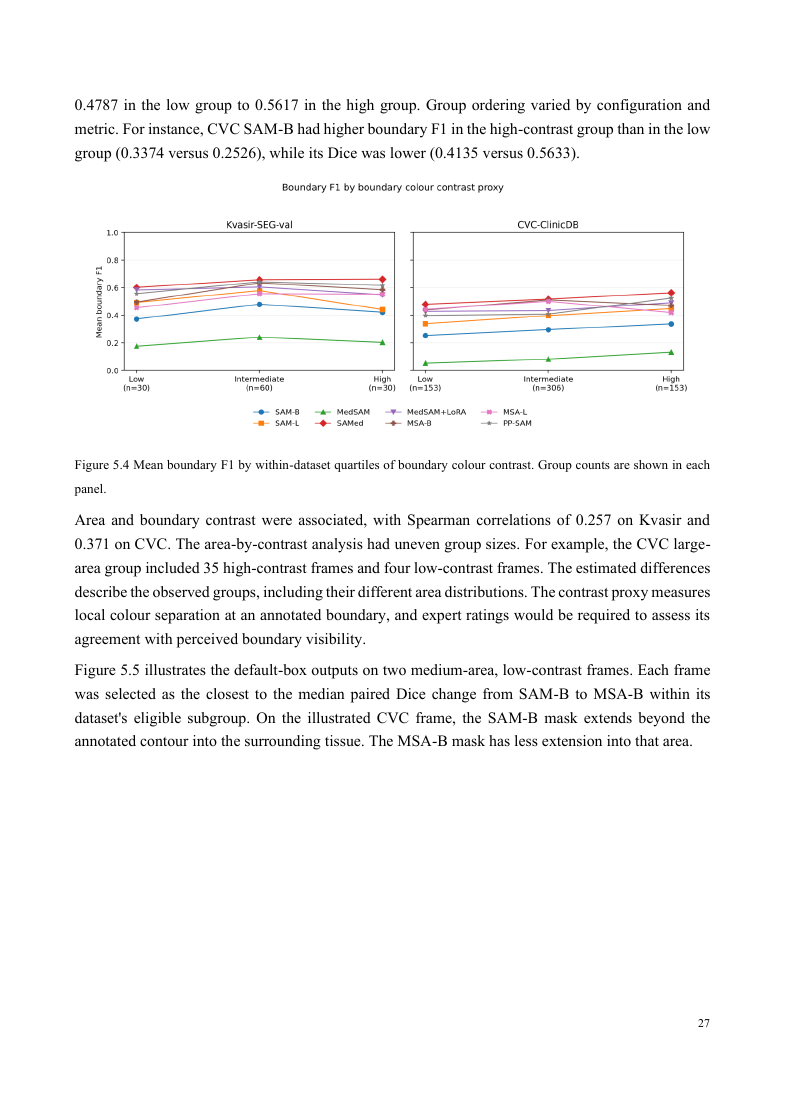 0.4787 in the low group to 0.5617 in the high group. Group ordering varied by configuration and
metric. For instance, CVC SAM-B had higher boundary F1 in the high-contrast group than in the low
group (0.3374 versus 0.2526), while its Dice was lower (0.4135 versus 0.5633).
Boundary F1 by boundary colour contrast proxy
Kvasir-SEG-val
CVC-ClinicDB
Mean boundary F1
1.0
0.8
0.6
0.4
0.2
0.0
Low
(n=30)
Intermediate
(n=60)
High
(n=30)
Low
(n=153)
Intermediate
(n=306)
High
(n=153)
SAM-B MedSAM MedSAM+LoRA MSA-L
SAM-L SAMed MSA-B PP-SAM
Figure 5.4 Mean boundary F1 by within-dataset quartiles of boundary colour contrast. Group counts are shown in each
panel.
Area and boundary contrast were associated, with Spearman correlations of 0.257 on Kvasir and
0.371 on CVC. The area-by-contrast analysis had uneven group sizes. For example, the CVC large-
area group included 35 high-contrast frames and four low-contrast frames. The estimated differences
describe the observed groups, including their different area distributions. The contrast proxy measures
local colour separation at an annotated boundary, and expert ratings would be required to assess its
agreement with perceived boundary visibility.
Figure 5.5 illustrates the default-box outputs on two medium-area, low-contrast frames. Each frame
was selected as the closest to the median paired Dice change from SAM-B to MSA-B within its
dataset's eligible subgroup. On the illustrated CVC frame, the SAM-B mask extends beyond the
annotated contour into the surrounding tissue. The MSA-B mask has less extension into that area.
27